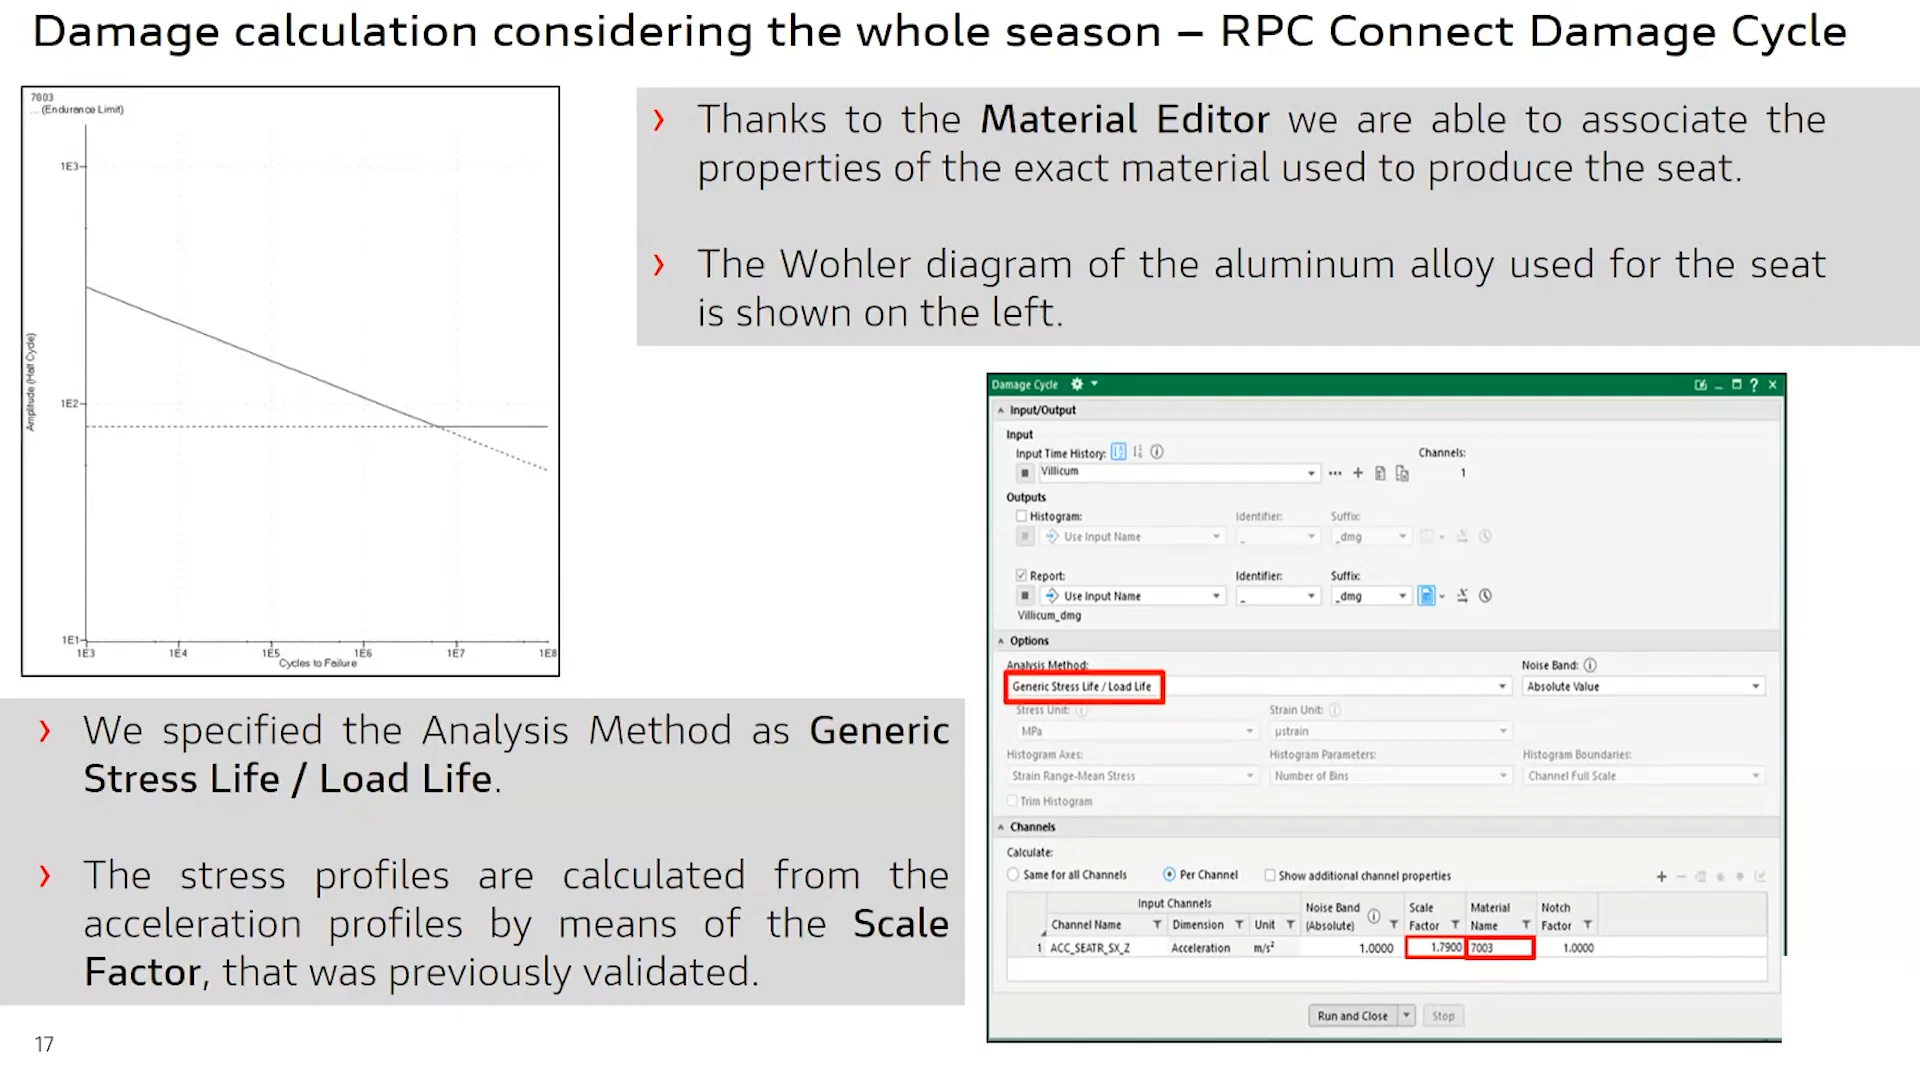 Damage calculation considering the whole season – RPC Connect Damage Cycle
7003
... (Endurance Limit)
1E3
1E2
1E1
Amplitude (Half Cycle)
1E3 1E4 1E5 1E6 1E7 1E8
Cycles to Failure
› Thanks to the Material Editor we are able to associate the
properties of the exact material used to produce the seat.
› The Wohler diagram of the aluminum alloy used for the seat
is shown on the left.
› We specified the Analysis Method as Generic
Stress Life / Load Life.
› The stress profiles are calculated from the
acceleration profiles by means of the Scale
Factor, that was previously validated.
Damage Cycle
Input/Output
Input
Input Time History: Channels:
Villicum 1
Outputs
Histogram: Identifier: Suffix:
Use Input Name _ _dmg
Report: Identifier: Suffix:
Use Input Name _ _dmg
Villicum_dmg
Options
Analysis Method: Noise Band:
Generic Stress Life / Load Life Absolute Value
Stress Unit: Strain Unit:
MPa µstrain
Histogram Axes: Histogram Parameters: Histogram Boundaries:
Strain Range-Mean Stress Number of Bins Channel Full Scale
Trim Histogram
Channels
Calculate:
Same for all Channels Per Channel Show additional channel properties
Input Channels Noise Band Scale Material Notch
Channel Name Dimension Unit (Absolute) Factor Name Factor
1 ACC_SEATR_SX_Z Acceleration m/s² 1.0000 1.7900 7003 1.0000
Run and Close Stop
17